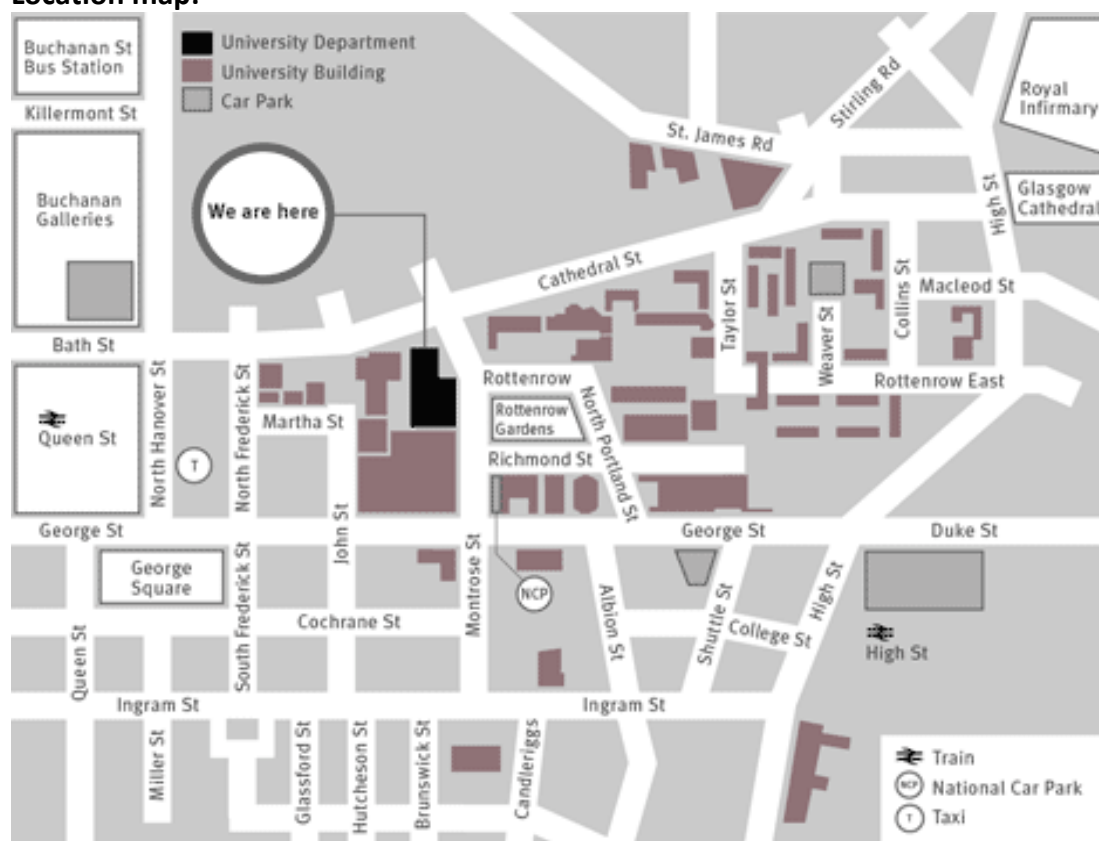 Location map:
Buchanan St
Bus Station
Killermont St
Buchanan
Galleries
Bath St
Queen St
University Department
University Building
Car Park
We are here
St. James Rd
Stirling Rd
Royal
Infirmary
Glasgow
Cathedral
High St
Cathedral St
Taylor St
Collins St
Macleod St
Weaver St
Rottenrow East
Rottenrow
Rottenrow
Gardens
North Portland St
Richmond St
North Hanover St
T
North Frederick St
Martha St
John St
George St
George St
Duke St
George
Square
South Frederick St
Cochrane St
Montrose St
NCP
Albion St
Shuttle St
College St
High St
High St
Queen St
Ingram St
Ingram St
Miller St
Glassford St
Hutcheson St
Brunswick St
Candleriggs
Train
NCP National Car Park
T Taxi